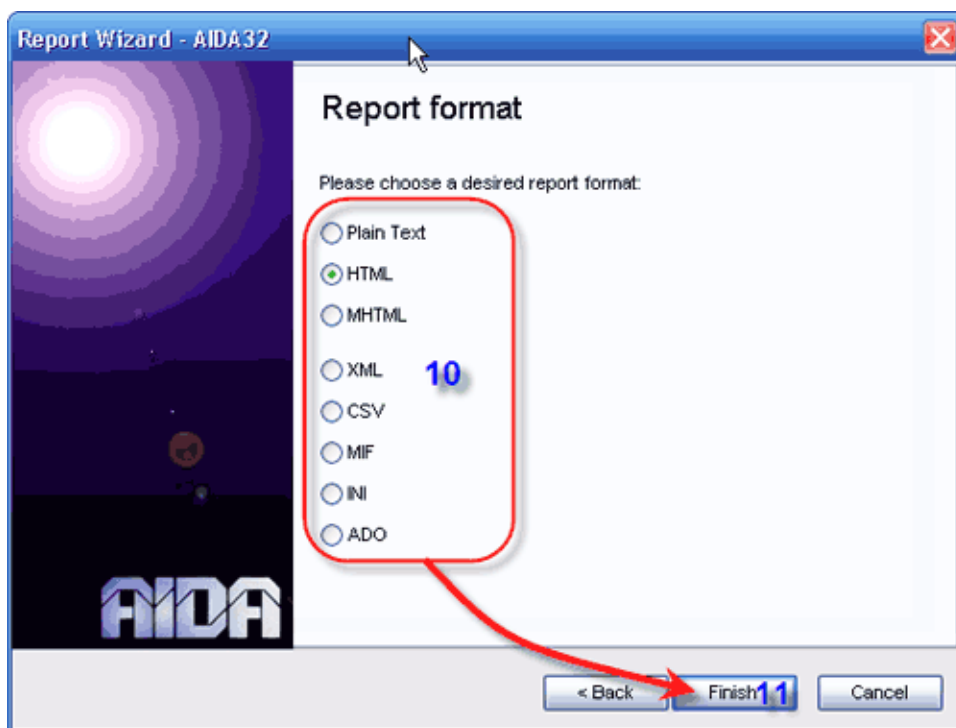 Report Wizard - AIDA32
Report format
Please choose a desired report format:
Plain Text
HTML
MHTML
XML
10
CSV
MIF
INI
ADO
AIDA
< Back
Finish
11
Cancel